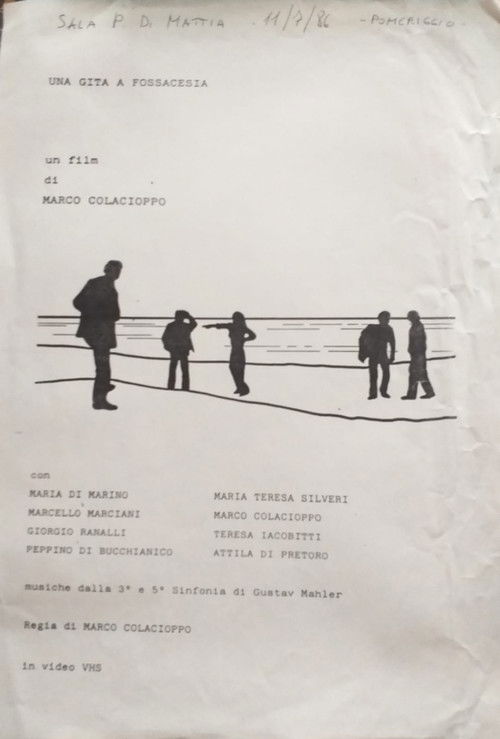 SALA P. DI MATTIA . 11/7/86 - POMERIGGIO -
UNA GITA A FOSSACESIA
un film
di
MARCO COLACIOPPO
con
MARIA DI MARINO
MARCELLO MARCIANI
GIORGIO RANALLI
PEPPINO DI BUCCHIANICO
MARIA TERESA SILVERI
MARCO COLACIOPPO
TERESA IACOBITTI
ATTILA DI PRETORO
musiche dalla 3° e 5° Sinfonia di Gustav Mahler
Regia di MARCO COLACIOPPO
in video VHS